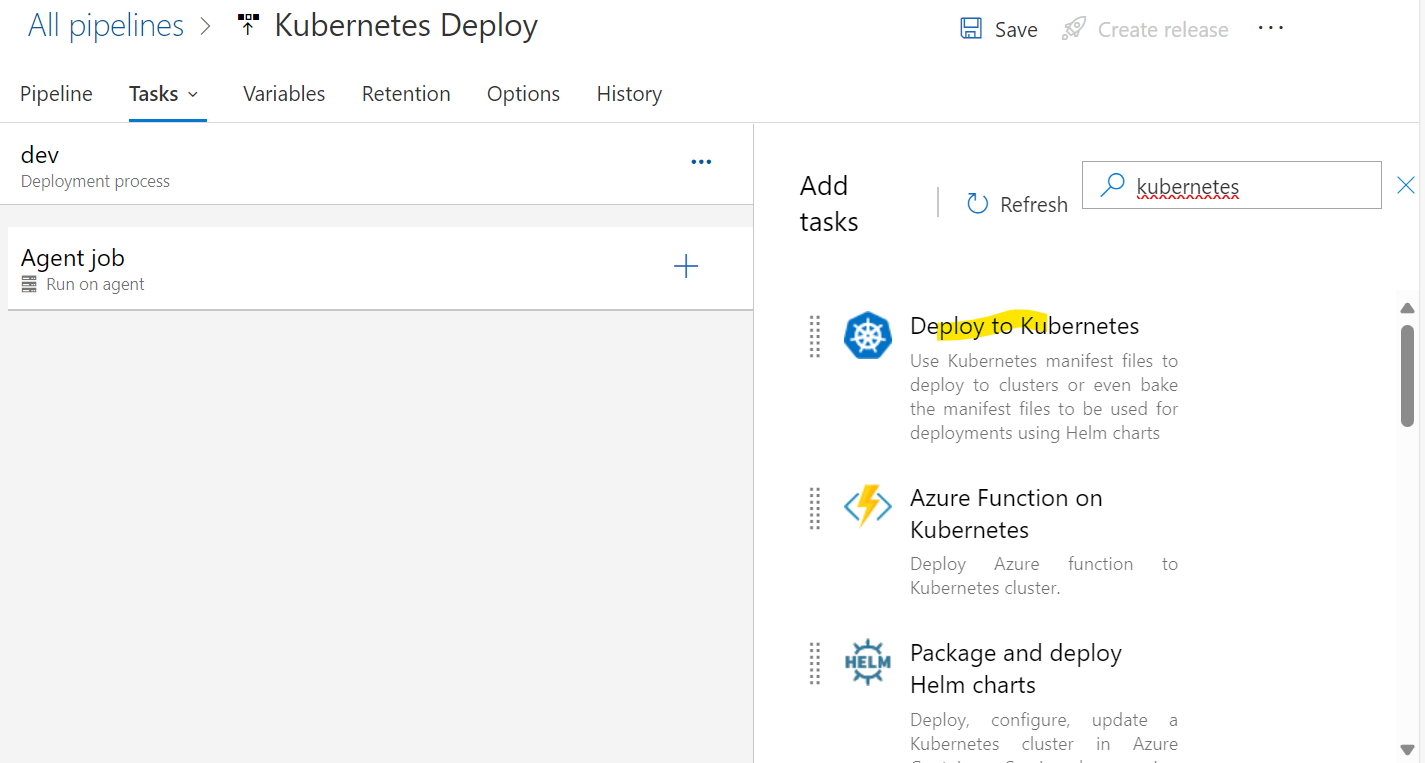 All pipelines > Kubernetes Deploy
Save
Create release
...
Pipeline
Tasks
Variables
Retention
Options
History
dev
Deployment process
Agent job
Run on agent
Add
tasks
Refresh
kubernetes
Deploy to Kubernetes
Use Kubernetes manifest files to
deploy to clusters or even bake
the manifest files to be used for
deployments using Helm charts
Azure Function on
Kubernetes
Deploy Azure function to
Kubernetes cluster.
HELM
Package and deploy
Helm charts
Deploy, configure, update a
Kubernetes cluster in Azure